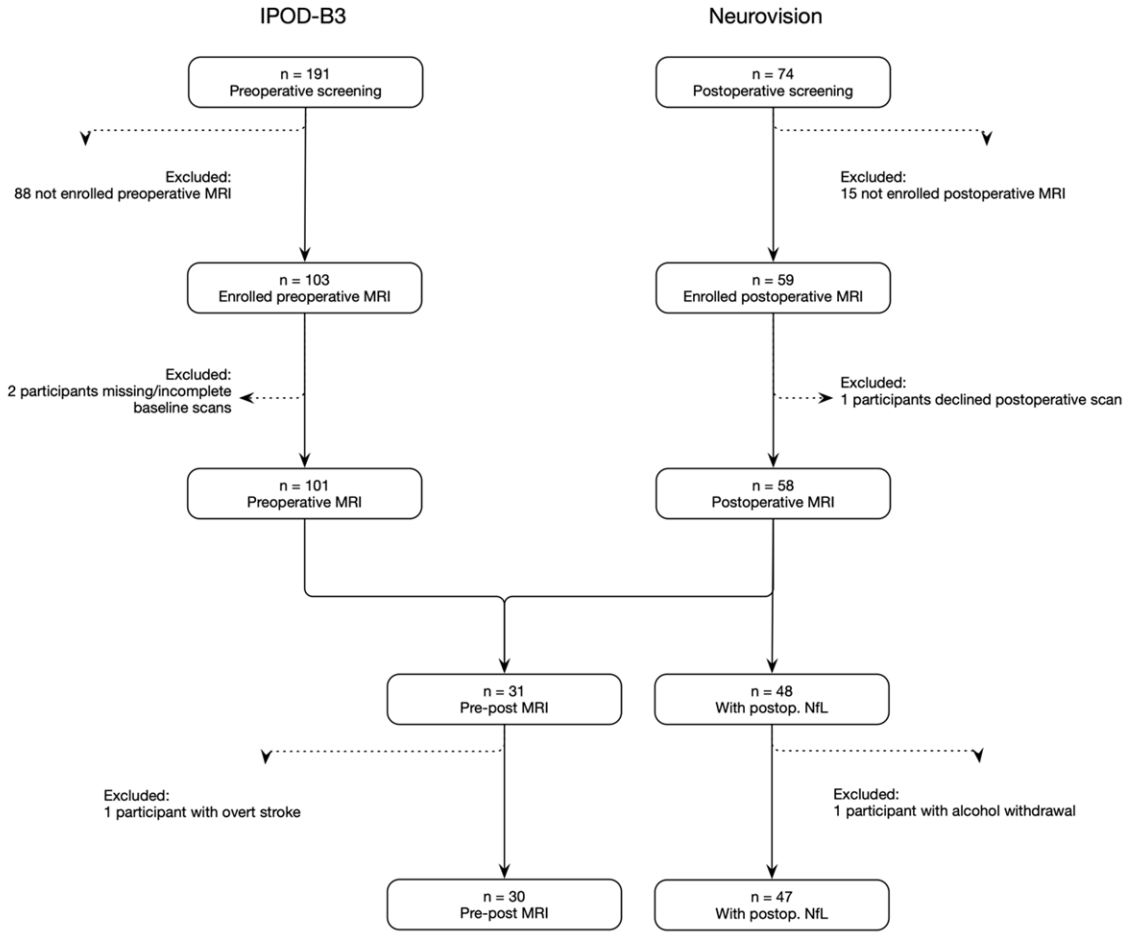 IPOD-B3
Neurovision
n = 191
Preoperative screening
n = 74
Postoperative screening
Excluded:
88 not enrolled preoperative MRI
Excluded:
15 not enrolled postoperative MRI
n = 103
Enrolled preoperative MRI
n = 59
Enrolled postoperative MRI
Excluded:
2 participants missing/incomplete
baseline scans
Excluded:
1 participants declined postoperative scan
n = 101
Preoperative MRI
n = 58
Postoperative MRI
n = 31
Pre-post MRI
n = 48
With postop. NfL
Excluded:
1 participant with overt stroke
Excluded:
1 participant with alcohol withdrawal
n = 30
Pre-post MRI
n = 47
With postop. NfL